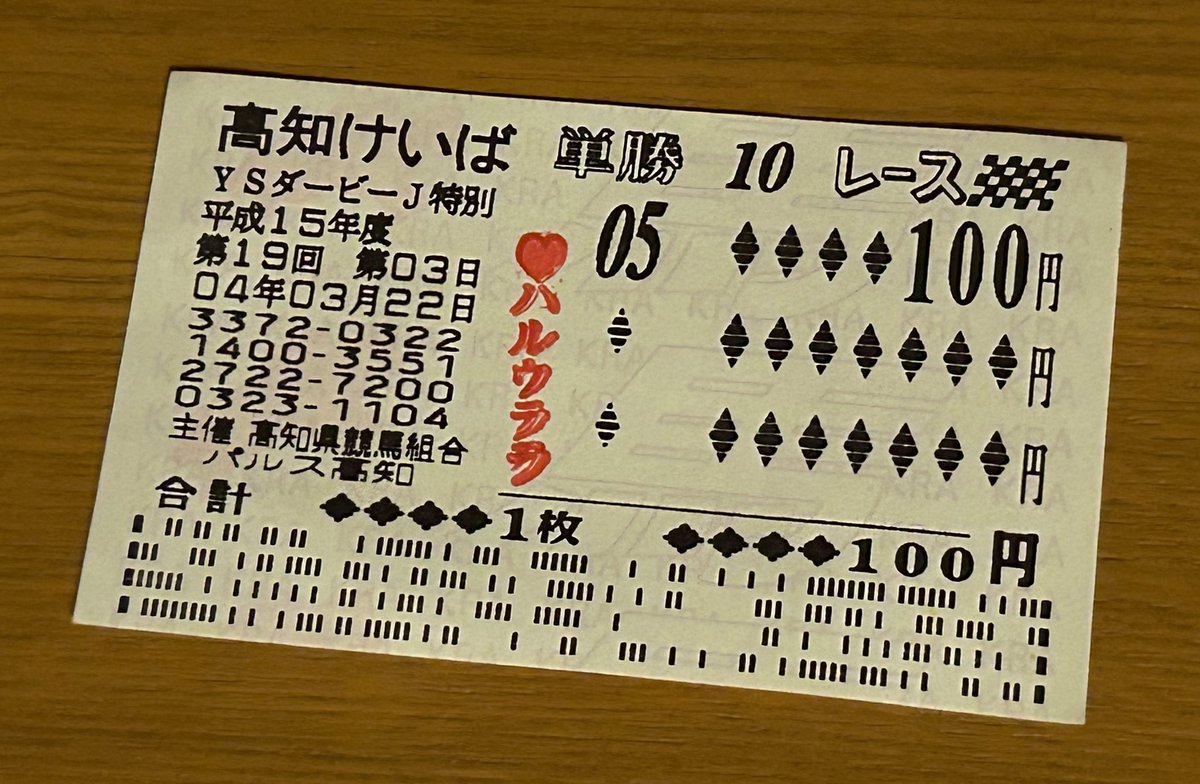 高知けいば 単勝 10 レース
ＹＳダービーＪ特別
平成１５年度
第１９回 第０３日
０４年０３月２２日
3372-0322
1400-3551
2722-7200
0323-1104
主催 高知県競馬組合
パルス高知
♥ハルウララ
05 ♦♦♦♦100円
♦ ♦♦♦♦♦♦♦円
♦ ♦♦♦♦♦♦♦円
合計 ◆◆◆◆1枚 ◆◆◆◆100円
KRA